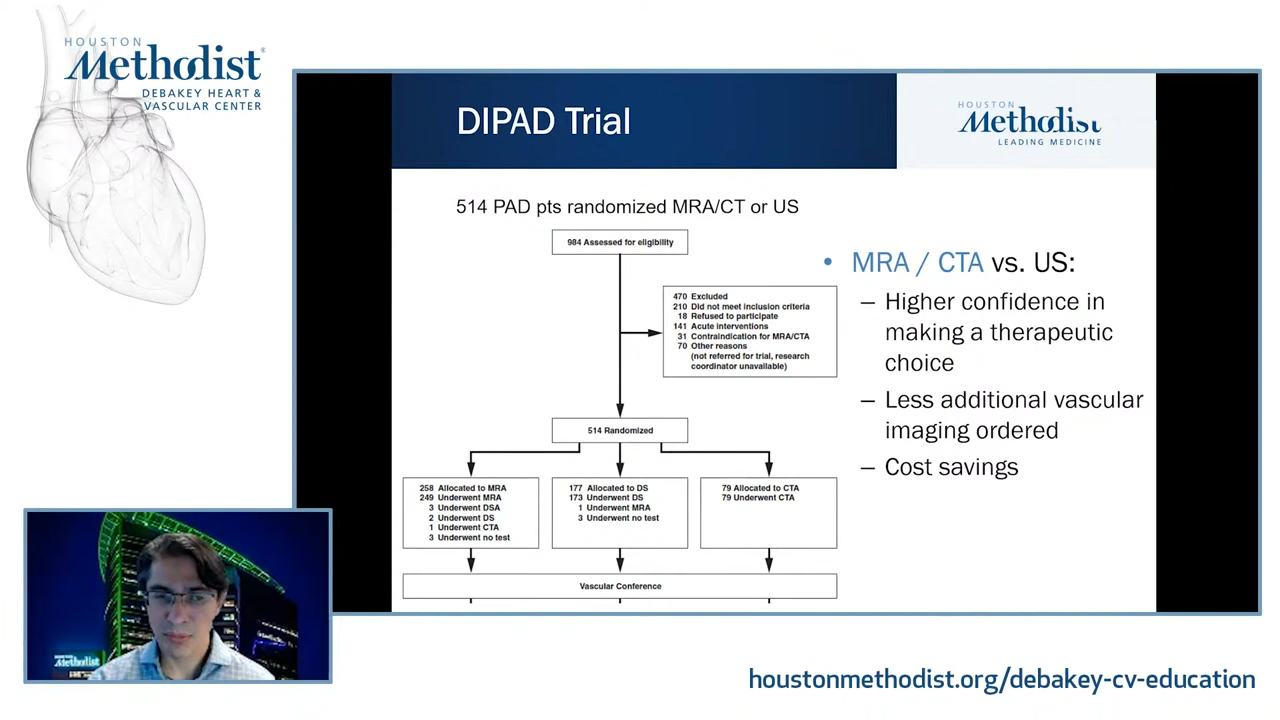 HOUSTON
Methodist
DEBAKEY HEART &
VASCULAR CENTER
DIPAD Trial
HOUSTON
Methodist
LEADING MEDICINE
514 PAD pts randomized MRA/CT or US
984 Assessed for eligibility
470 Excluded
210 Did not meet inclusion criteria
18 Refused to participate
141 Acute interventions
31 Contraindication for MRA/CTA
70 Other reasons
(not referred for trial, research
coordinator unavailable)
514 Randomized
258 Allocated to MRA
249 Underwent MRA
3 Underwent DSA
2 Underwent DS
1 Underwent CTA
3 Underwent no test
177 Allocated to DS
173 Underwent DS
1 Underwent MRA
3 Underwent no test
79 Allocated to CTA
79 Underwent CTA
Vascular Conference
• MRA / CTA vs. US:
– Higher confidence in
making a therapeutic
choice
– Less additional vascular
imaging ordered
– Cost savings
Methodist
houstonmethodist.org/debakey-cv-education